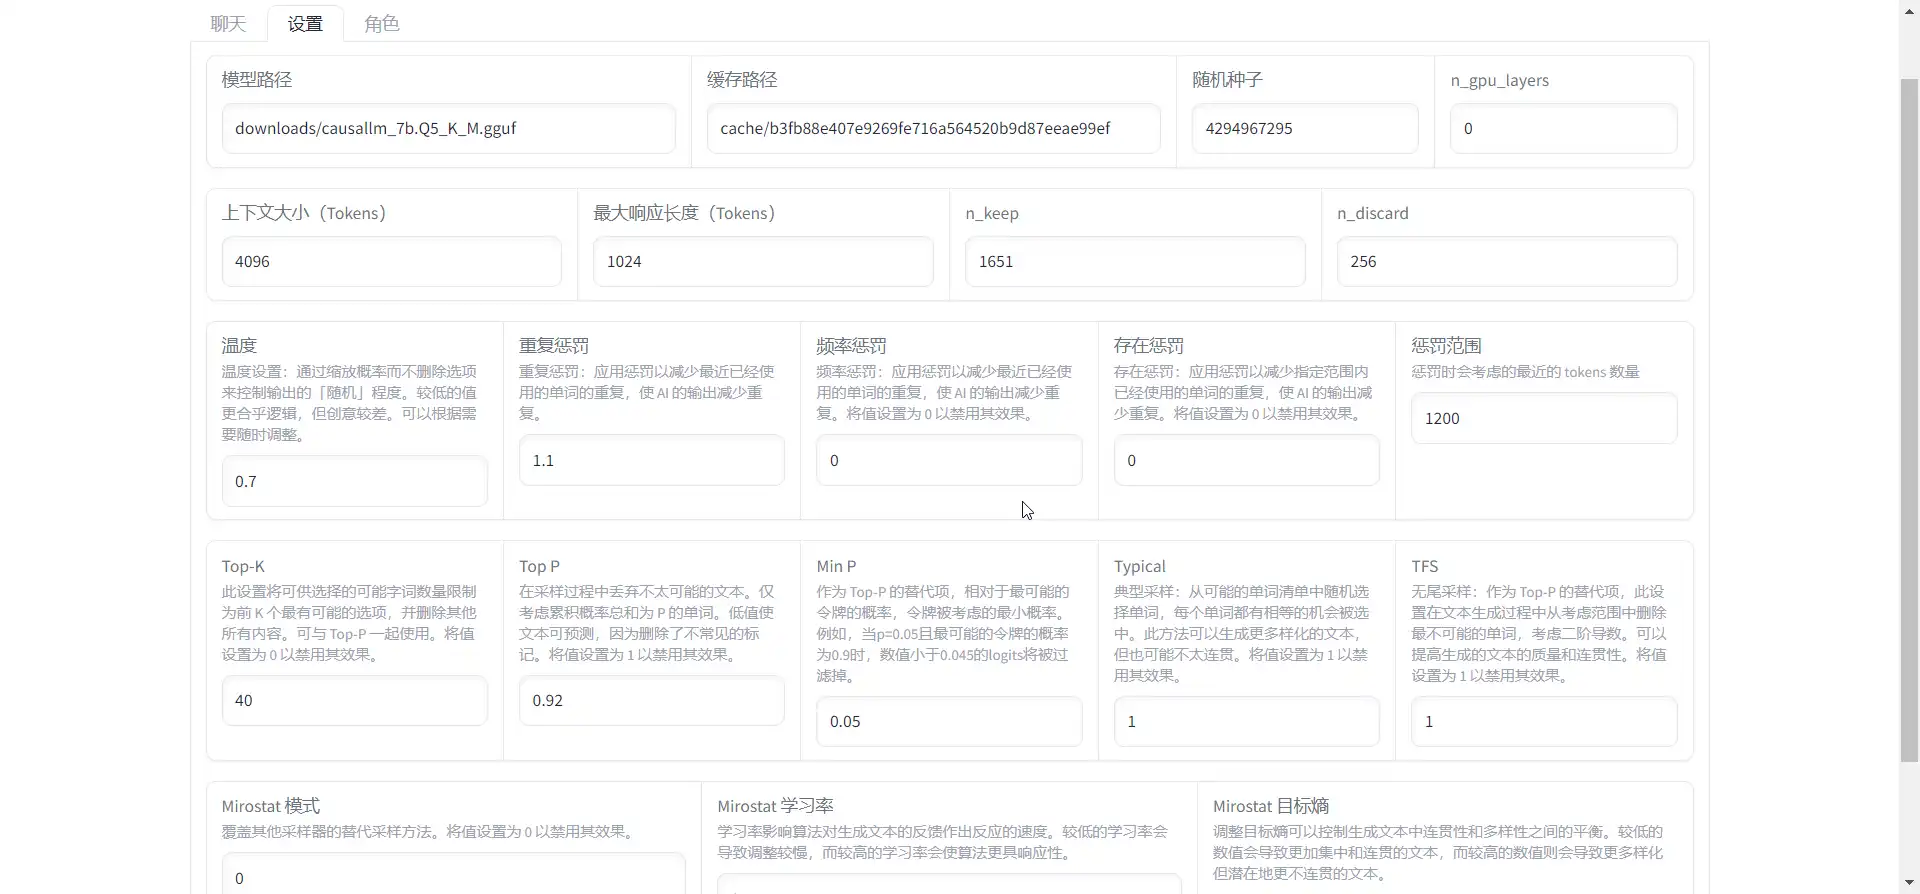 聊天
设置
角色
模型路径
downloads/causallm_7b.Q5_K_M.gguf
缓存路径
cache/b3fb88e407e9269fe716a564520b9d87eeae99ef
随机种子
4294967295
n_gpu_layers
0
上下文大小（Tokens）
4096
最大响应长度（Tokens）
1024
n_keep
1651
n_discard
256
温度
温度设置：通过缩放概率而不删除选项
来控制输出的「随机」程度。较低的值
更合乎逻辑，但创意较差。可以根据需
要随时调整。
0.7
重复惩罚
重复惩罚：应用惩罚以减少最近已经使
用的单词的重复，使 AI 的输出减少重
复。
1.1
频率惩罚
频率惩罚：应用惩罚以减少最近已经使
用的单词的重复，使 AI 的输出减少重
复。将值设置为 0 以禁用其效果。
0
存在惩罚
存在惩罚：应用惩罚以减少指定范围内
已经使用的单词的重复，使 AI 的输出减
少重复。将值设置为 0 以禁用其效果。
0
惩罚范围
惩罚时会考虑的最近的 tokens 数量
1200
Top-K
此设置将可供选择的可能字词数量限制
为前 K 个最有可能的选项，并删除其他
所有内容。可与 Top-P 一起使用。将值
设置为 0 以禁用其效果。
40
Top P
在采样过程中丢弃不太可能的文本。仅
考虑累积概率总和为 P 的单词。低值使
文本可预测，因为删除了不常见的标
记。将值设置为 1 以禁用其效果。
0.92
Min P
作为 Top-P 的替代项，相对于最可能的
令牌的概率，令牌被考虑的最小概率。
例如，当p=0.05且最可能的令牌的概率
为0.9时，数值小于0.045的logits将被过
滤掉。
0.05
Typical
典型采样：从可能的单词清单中随机选
择单词，每个单词都有相等的机会被选
中。此方法可以生成更多样化的文本，
但也可能不太连贯。将值设置为 1 以禁
用其效果。
1
TFS
无尾采样：作为 Top-P 的替代项，此设
置在文本生成过程中从考虑范围中删除
最不可能的单词，考虑二阶导数。可以
提高生成的文本的质量和连贯性。将值
设置为 1 以禁用其效果。
1
Mirostat 模式
覆盖其他采样器的替代采样方法。将值设置为 0 以禁用其效果。
0
Mirostat 学习率
学习率影响算法对生成文本的反馈作出反应的速度。较低的学习率会
导致调整较慢，而较高的学习率会使算法更具响应性。
Mirostat 目标熵
调整目标熵可以控制生成文本中连贯性和多样性之间的平衡。较低的
数值会导致更加集中和连贯的文本，而较高的数值则会导致更多样化
但潜在地更不连贯的文本。